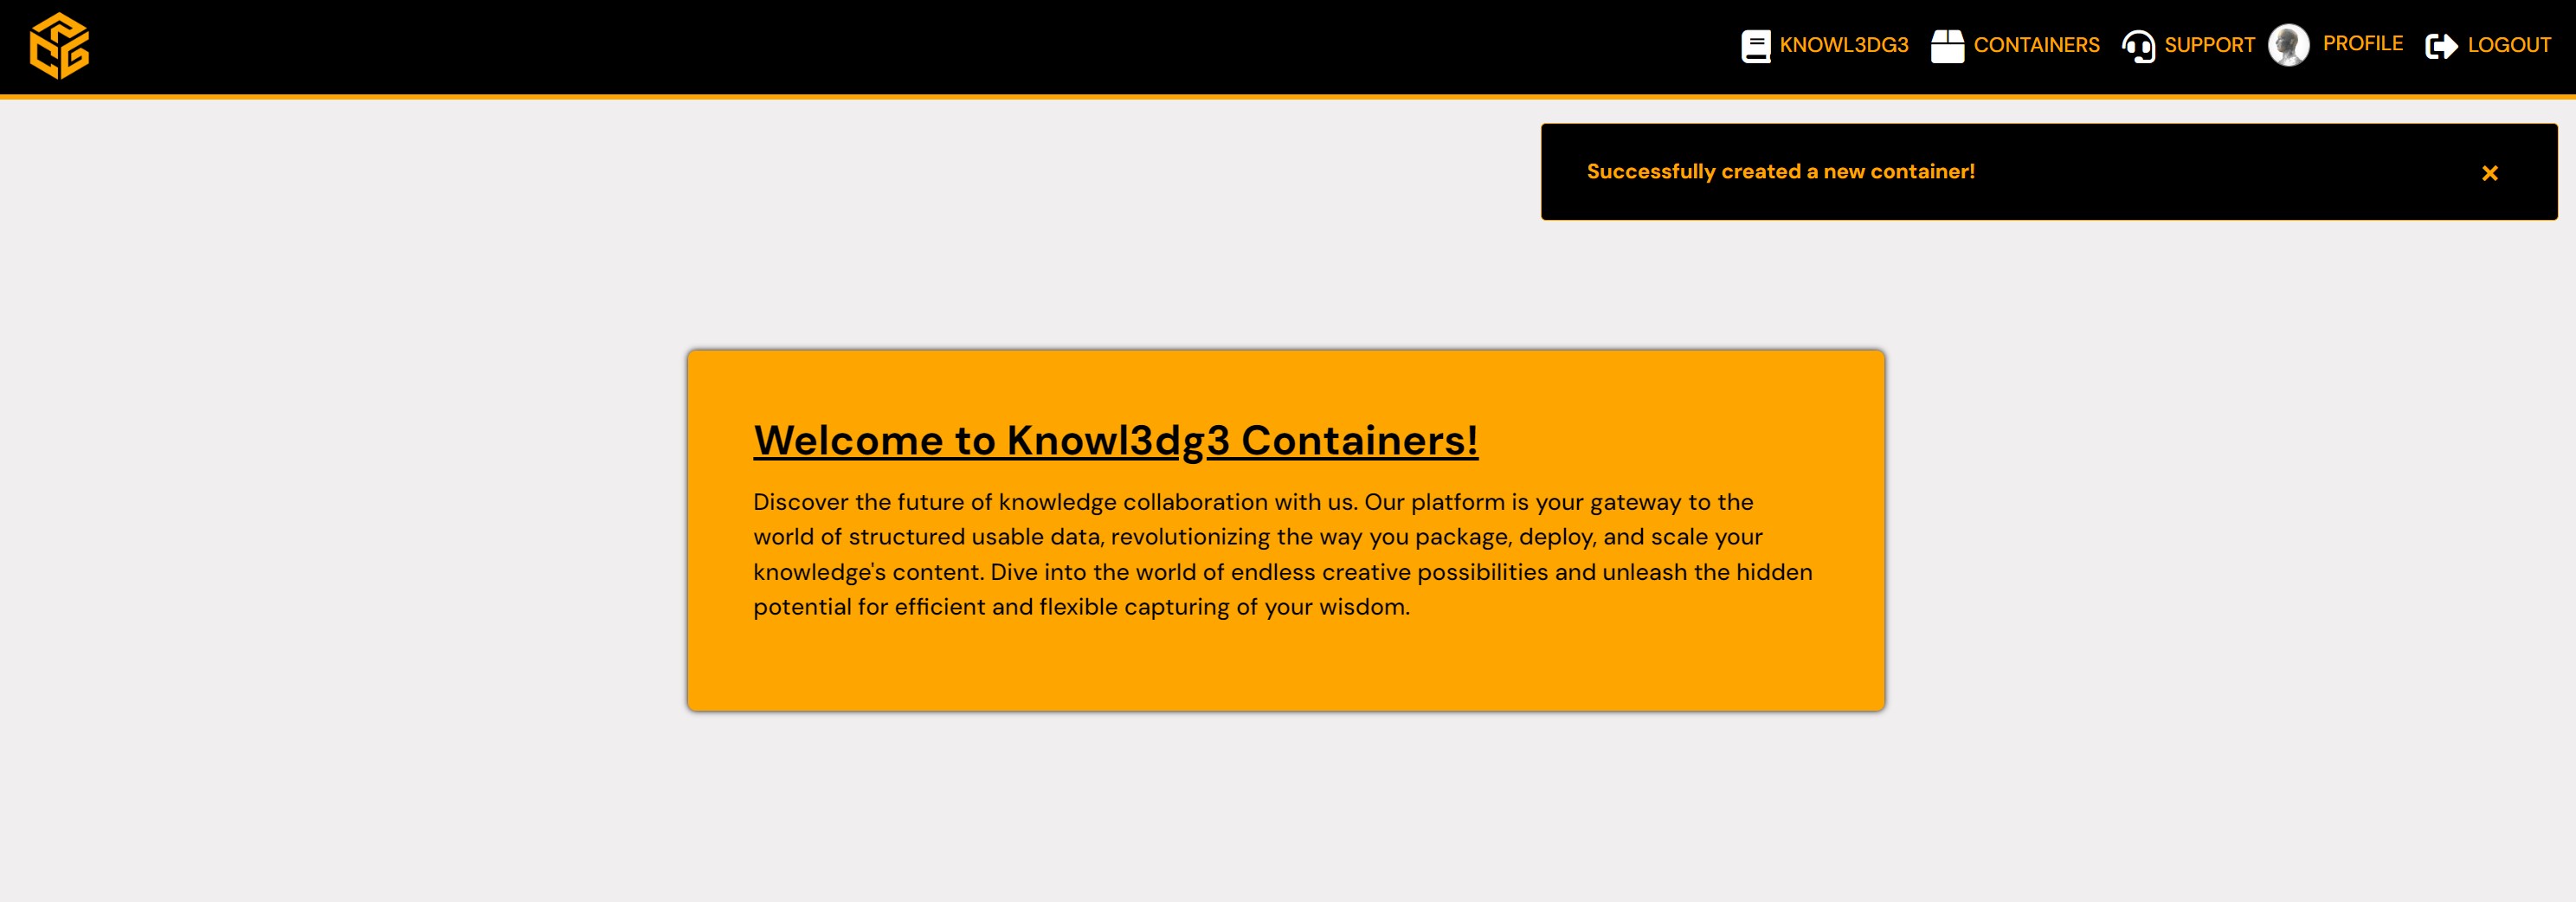 KNOWL3DG3 CONTAINERS SUPPORT PROFILE LOGOUT
Successfully created a new container! ×
Welcome to Knowl3dg3 Containers!
Discover the future of knowledge collaboration with us. Our platform is your gateway to the
world of structured usable data, revolutionizing the way you package, deploy, and scale your
knowledge's content. Dive into the world of endless creative possibilities and unleash the hidden
potential for efficient and flexible capturing of your wisdom.